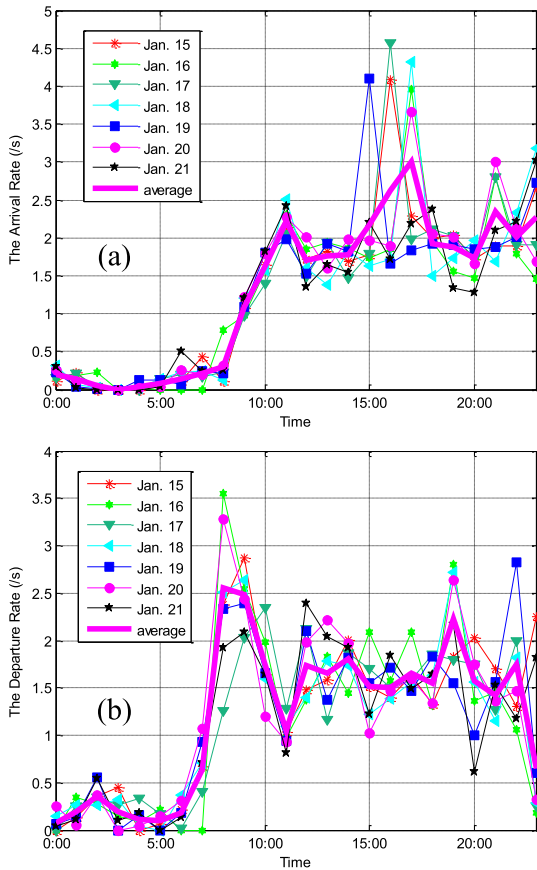 5
4.5
4
3.5
3
2.5
2
1.5
1
0.5
0
0:00 5:00 10:00 15:00 20:00
Time
The Arrival Rate (/s)
Jan. 15
Jan. 16
Jan. 17
Jan. 18
Jan. 19
Jan. 20
Jan. 21
average
(a)
4
3.5
3
2.5
2
1.5
1
0.5
0
0:00 5:00 10:00 15:00 20:00
Time
The Departure Rate (/s)
Jan. 15
Jan. 16
Jan. 17
Jan. 18
Jan. 19
Jan. 20
Jan. 21
average
(b)